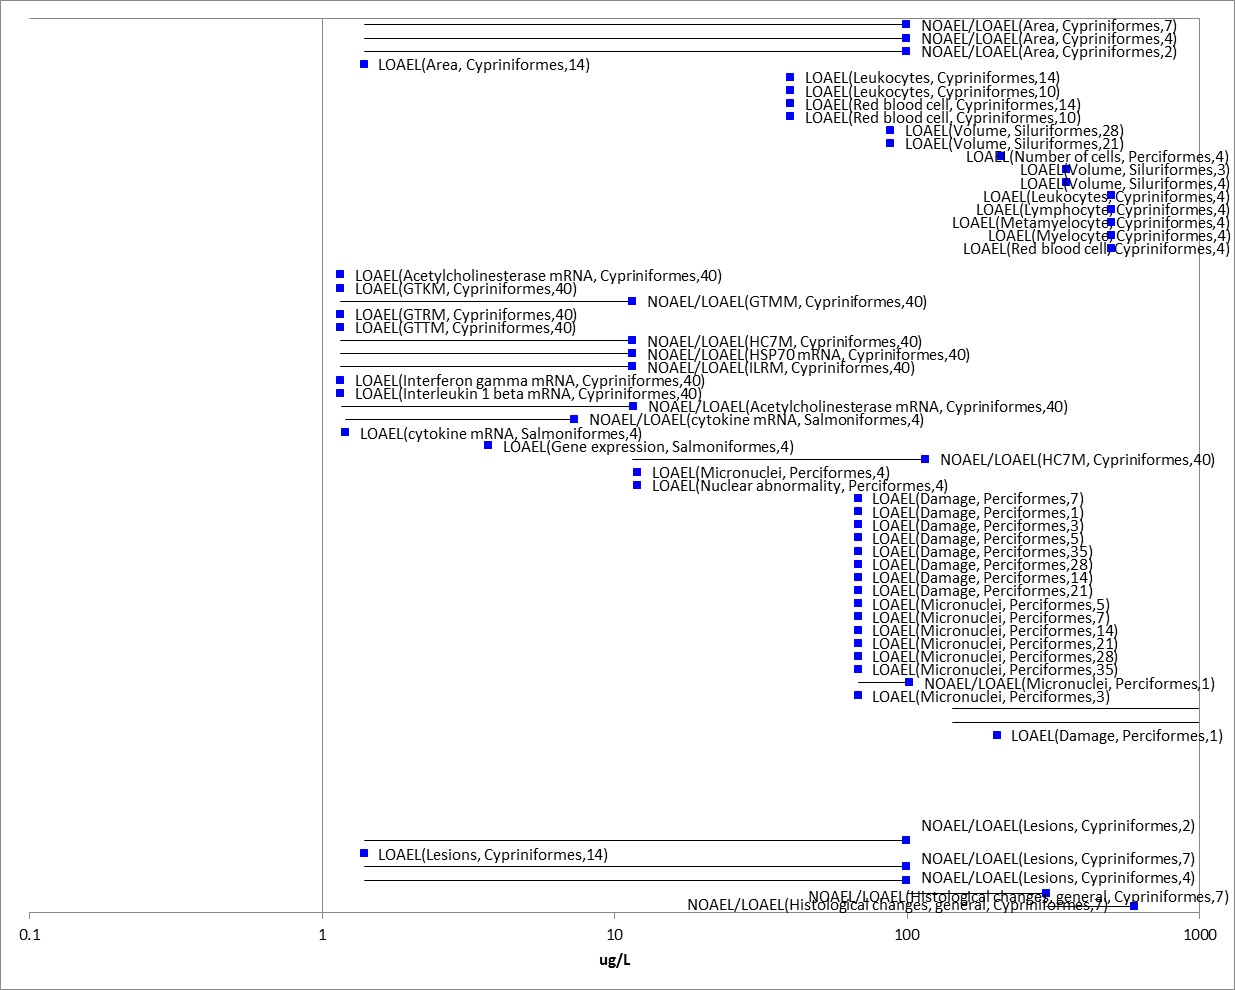 NOAEL/LOAEL(Area, Cypriniformes,7)
NOAEL/LOAEL(Area, Cypriniformes,4)
NOAEL/LOAEL(Area, Cypriniformes,2)
LOAEL(Area, Cypriniformes,14)
LOAEL(Leukocytes, Cypriniformes,14)
LOAEL(Leukocytes, Cypriniformes,10)
LOAEL(Red blood cell, Cypriniformes,14)
LOAEL(Red blood cell, Cypriniformes,10)
LOAEL(Volume, Siluriformes,28)
LOAEL(Volume, Siluriformes,21)
LOAEL(Number of cells, Perciformes,4)
LOAEL(Volume, Siluriformes,3)
LOAEL(Volume, Siluriformes,4)
LOAEL(Leukocytes, Cypriniformes,4)
LOAEL(Lymphocyte, Cypriniformes,4)
LOAEL(Metamyelocyte, Cypriniformes,4)
LOAEL(Myelocyte, Cypriniformes,4)
LOAEL(Red blood cell, Cypriniformes,4)
LOAEL(Acetylcholinesterase mRNA, Cypriniformes,40)
LOAEL(GTKM, Cypriniformes,40)
NOAEL/LOAEL(GTMM, Cypriniformes,40)
LOAEL(GTRM, Cypriniformes,40)
LOAEL(GTTM, Cypriniformes,40)
NOAEL/LOAEL(HC7M, Cypriniformes,40)
NOAEL/LOAEL(HSP70 mRNA, Cypriniformes,40)
NOAEL/LOAEL(ILRM, Cypriniformes,40)
LOAEL(Interferon gamma mRNA, Cypriniformes,40)
LOAEL(Interleukin 1 beta mRNA, Cypriniformes,40)
NOAEL/LOAEL(Acetylcholinesterase mRNA, Cypriniformes,40)
NOAEL/LOAEL(cytokine mRNA, Salmoniformes,4)
LOAEL(cytokine mRNA, Salmoniformes,4)
LOAEL(Gene expression, Salmoniformes,4)
NOAEL/LOAEL(HC7M, Cypriniformes,40)
LOAEL(Micronuclei, Perciformes,4)
LOAEL(Nuclear abnormality, Perciformes,4)
LOAEL(Damage, Perciformes,7)
LOAEL(Damage, Perciformes,1)
LOAEL(Damage, Perciformes,3)
LOAEL(Damage, Perciformes,5)
LOAEL(Damage, Perciformes,35)
LOAEL(Damage, Perciformes,28)
LOAEL(Damage, Perciformes,14)
LOAEL(Damage, Perciformes,21)
LOAEL(Micronuclei, Perciformes,5)
LOAEL(Micronuclei, Perciformes,7)
LOAEL(Micronuclei, Perciformes,14)
LOAEL(Micronuclei, Perciformes,21)
LOAEL(Micronuclei, Perciformes,28)
LOAEL(Micronuclei, Perciformes,35)
NOAEL/LOAEL(Micronuclei, Perciformes,1)
LOAEL(Micronuclei, Perciformes,3)
LOAEL(Damage, Perciformes,1)
NOAEL/LOAEL(Lesions, Cypriniformes,2)
LOAEL(Lesions, Cypriniformes,14)
NOAEL/LOAEL(Lesions, Cypriniformes,7)
NOAEL/LOAEL(Lesions, Cypriniformes,4)
NOAEL/LOAEL(Histological changes, general, Cypriniformes,7)
NOAEL/LOAEL(Histological changes, general, Cypriniformes,7)
0.1 1 10 100 1000
ug/L